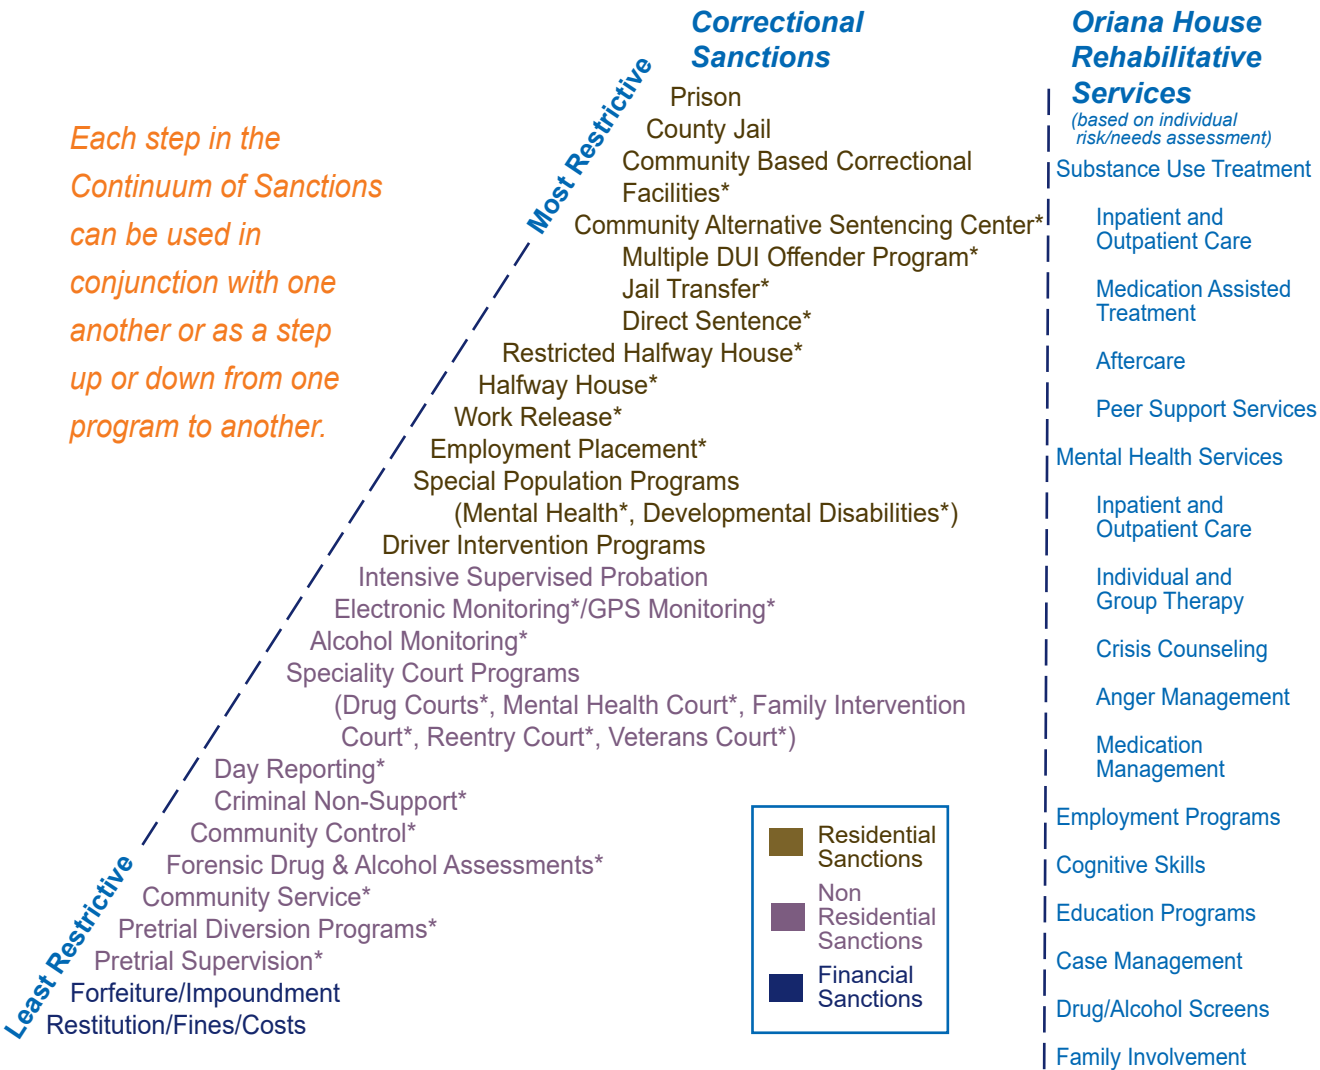 Correctional
Sanctions
Most Restrictive
Prison
County Jail
Community Based Correctional
Facilities*
Community Alternative Sentencing Center*
Multiple DUI Offender Program*
Jail Transfer*
Direct Sentence*
Restricted Halfway House*
Halfway House*
Work Release*
Employment Placement*
Special Population Programs
(Mental Health*, Developmental Disabilities*)
Driver Intervention Programs
Intensive Supervised Probation
Electronic Monitoring*/GPS Monitoring*
Alcohol Monitoring*
Speciality Court Programs
(Drug Courts*, Mental Health Court*, Family Intervention
Court*, Reentry Court*, Veterans Court*)
Day Reporting*
Criminal Non-Support*
Community Control*
Forensic Drug & Alcohol Assessments*
Community Service*
Pretrial Diversion Programs*
Pretrial Supervision*
Forfeiture/Impoundment
Restitution/Fines/Costs
Least Restrictive
Each step in the
Continuum of Sanctions
can be used in
conjunction with one
another or as a step
up or down from one
program to another.
Residential
Sanctions
Non
Residential
Sanctions
Financial
Sanctions
Oriana House
Rehabilitative
Services
(based on individual
risk/needs assessment)
Substance Use Treatment
Inpatient and
Outpatient Care
Medication Assisted
Treatment
Aftercare
Peer Support Services
Mental Health Services
Inpatient and
Outpatient Care
Individual and
Group Therapy
Crisis Counseling
Anger Management
Medication
Management
Employment Programs
Cognitive Skills
Education Programs
Case Management
Drug/Alcohol Screens
Family Involvement